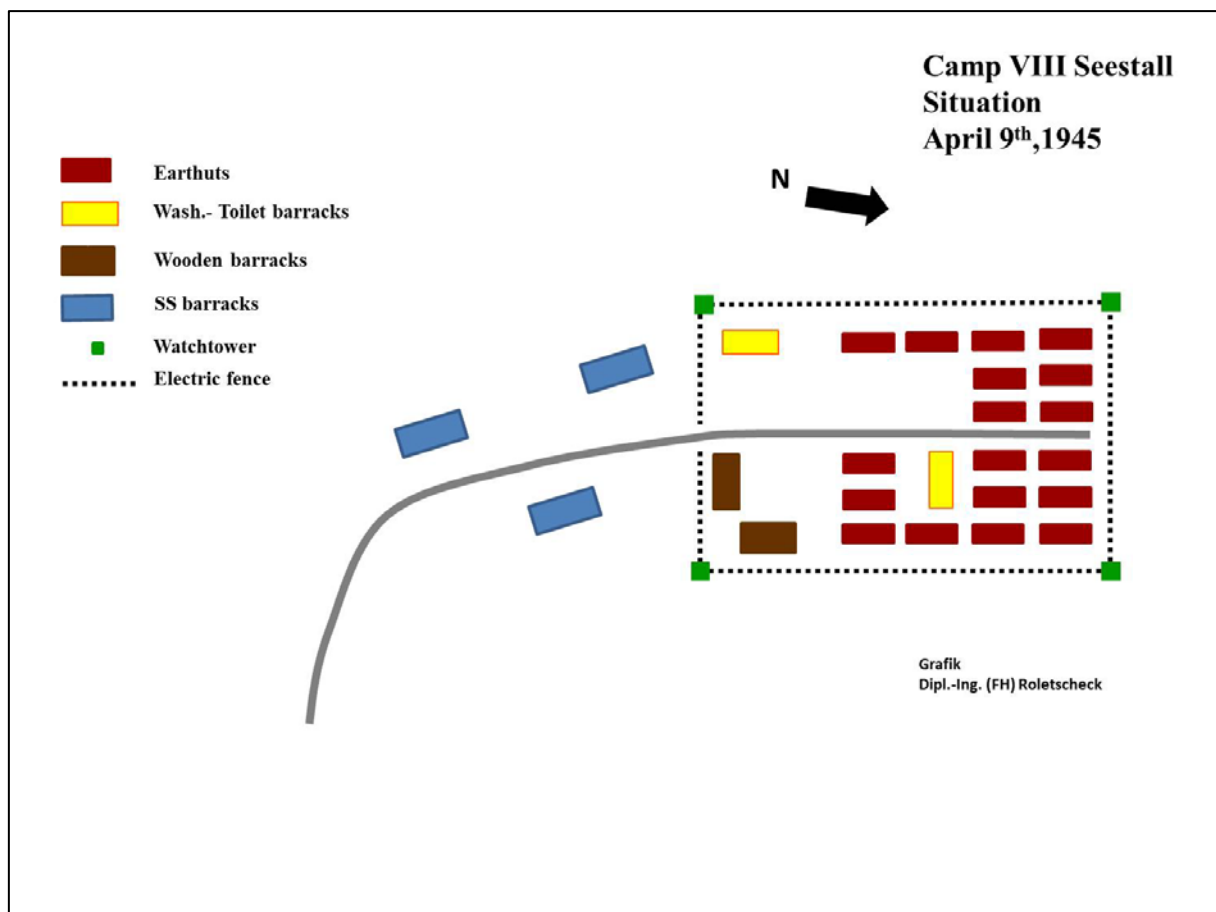 Camp VIII Seestall
Situation
April 9th,1945
N
Earthuts
Wash.- Toilet barracks
Wooden barracks
SS barracks
Watchtower
Electric fence
Grafik
Dipl.-Ing. (FH) Roletscheck